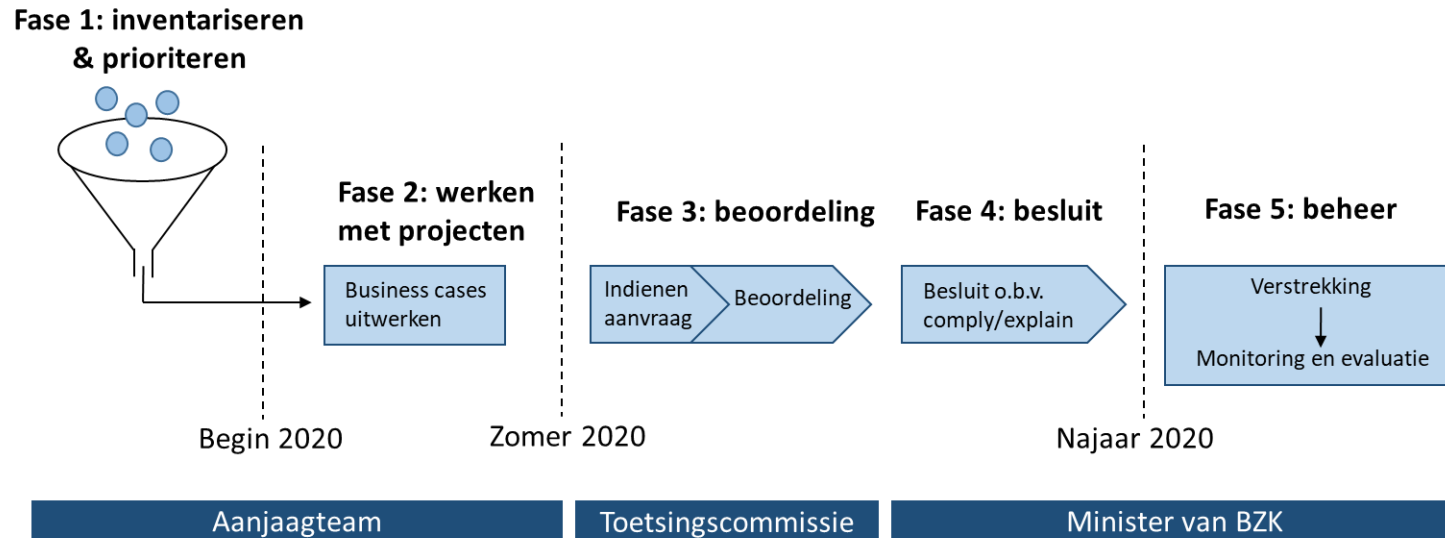 Fase 1: inventariseren
& prioriteren
Fase 2: werken
met projecten
Business cases
uitwerken
Fase 3: beoordeling
Indienen
aanvraag
Beoordeling
Fase 4: besluit
Besluit o.b.v.
comply/explain
Fase 5: beheer
Verstrekking
Monitoring en evaluatie
Begin 2020
Zomer 2020
Najaar 2020
Aanjaagteam
Toetsingscommissie
Minister van BZK